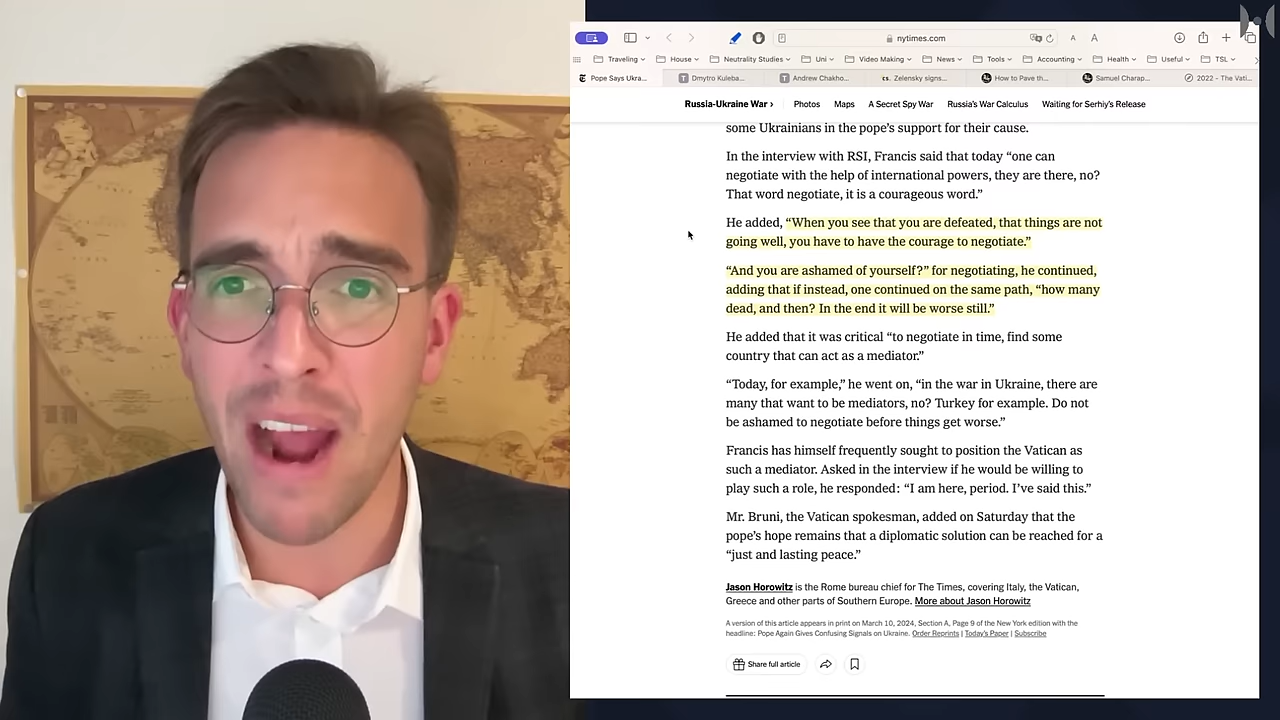 nytimes.com
A A
Traveling House Neutrality Studies Uni Video Making News Tools Accounting Health Useful TSL
Pope Says Ukra... Dmytro Kuleba... Andrew Chakho... Zelensky signs... How to Pave th... Samuel Charap... 2022 - The Vati...
Russia-Ukraine War › Photos Maps A Secret Spy War Russia's War Calculus Waiting for Serhiy's Release
some Ukrainians in the pope's support for their cause.
In the interview with RSI, Francis said that today “one can
negotiate with the help of international powers, they are there, no?
That word negotiate, it is a courageous word.”
He added, “When you see that you are defeated, that things are not
going well, you have to have the courage to negotiate.”
“And you are ashamed of yourself?” for negotiating, he continued,
adding that if instead, one continued on the same path, “how many
dead, and then? In the end it will be worse still.”
He added that it was critical “to negotiate in time, find some
country that can act as a mediator.”
“Today, for example,” he went on, “in the war in Ukraine, there are
many that want to be mediators, no? Turkey for example. Do not
be ashamed to negotiate before things get worse.”
Francis has himself frequently sought to position the Vatican as
such a mediator. Asked in the interview if he would be willing to
play such a role, he responded: “I am here, period. I've said this.”
Mr. Bruni, the Vatican spokesman, added on Saturday that the
pope's hope remains that a diplomatic solution can be reached for a
“just and lasting peace.”
Jason Horowitz is the Rome bureau chief for The Times, covering Italy, the Vatican,
Greece and other parts of Southern Europe. More about Jason Horowitz
A version of this article appears in print on March 10, 2024, Section A, Page 9 of the New York edition with the
headline: Pope Again Gives Confusing Signals on Ukraine. Order Reprints | Today's Paper | Subscribe
Share full article